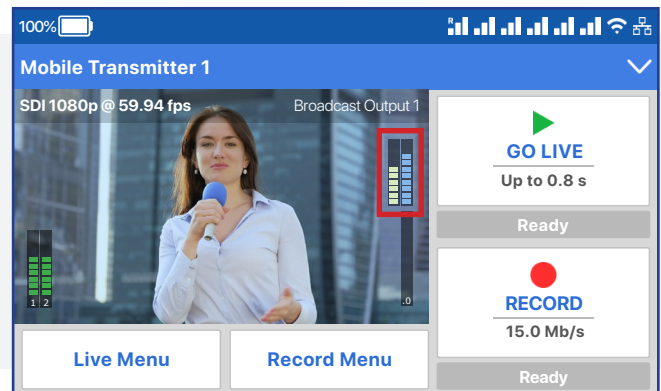 100%
R
Mobile Transmitter 1
SDI 1080p @ 59.94 fps
Broadcast Output 1
GO LIVE
Up to 0.8 s
Ready
1 2
.0
RECORD
15.0 Mb/s
Ready
Live Menu
Record Menu